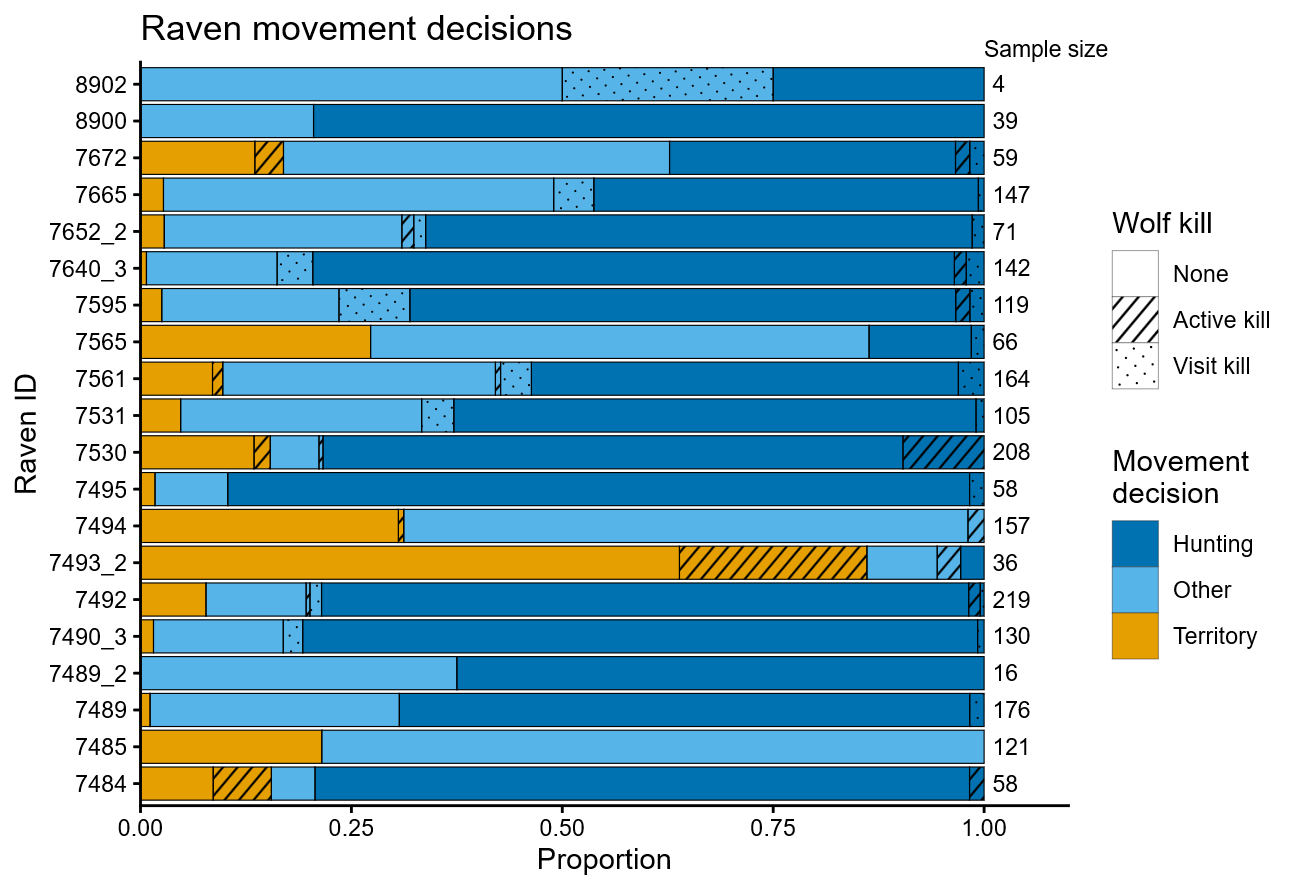 Raven movement decisions
Sample size
8902 4
8900 39
7672 59
7665 147
7652_2 71
7640_3 142
7595 119
7565 66
7561 164
7531 105
7530 208
7495 58
7494 157
7493_2 36
7492 219
7490_3 130
7489_2 16
7489 176
7485 121
7484 58
Raven ID
0.00 0.25 0.50 0.75 1.00
Proportion
Wolf kill
None
Active kill
Visit kill
Movement
decision
Hunting
Other
Territory